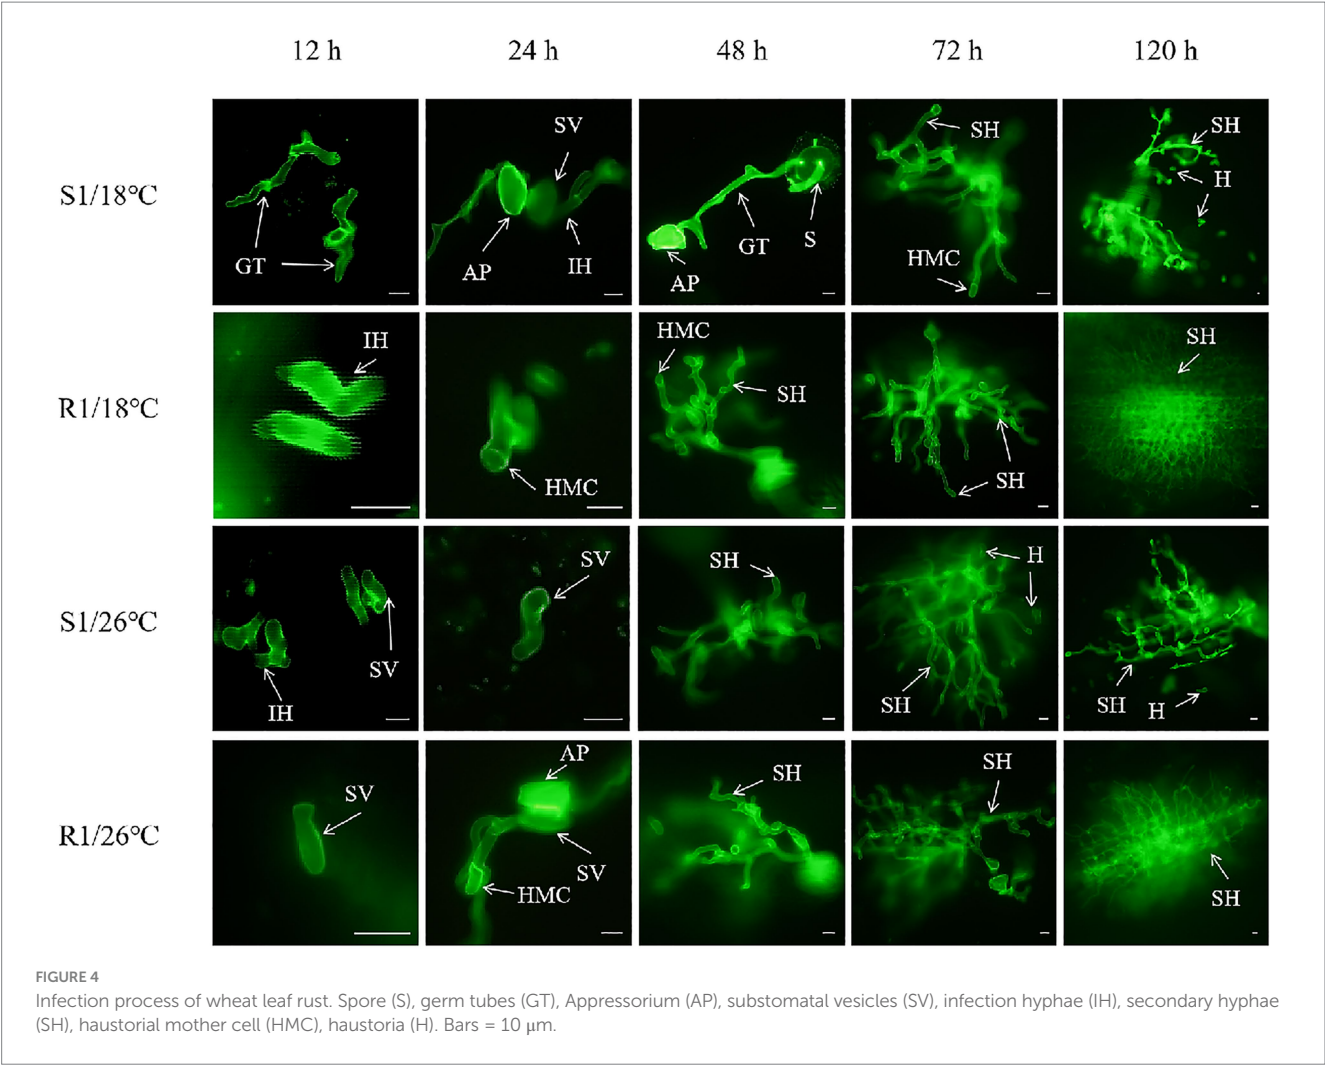 12 h 24 h 48 h 72 h 120 h
S1/18°C
GT
SV
AP
IH
GT
S
AP
SH
HMC
SH
H
R1/18°C
IH
HMC
HMC
SH
SH
SH
S1/26°C
SV
IH
SV
SH
H
SH
SH
H
R1/26°C
SV
AP
SV
HMC
SH
SH
SH
FIGURE 4
Infection process of wheat leaf rust. Spore (S), germ tubes (GT), Appressorium (AP), substomatal vesicles (SV), infection hyphae (IH), secondary hyphae
(SH), haustorial mother cell (HMC), haustoria (H). Bars = 10 μm.